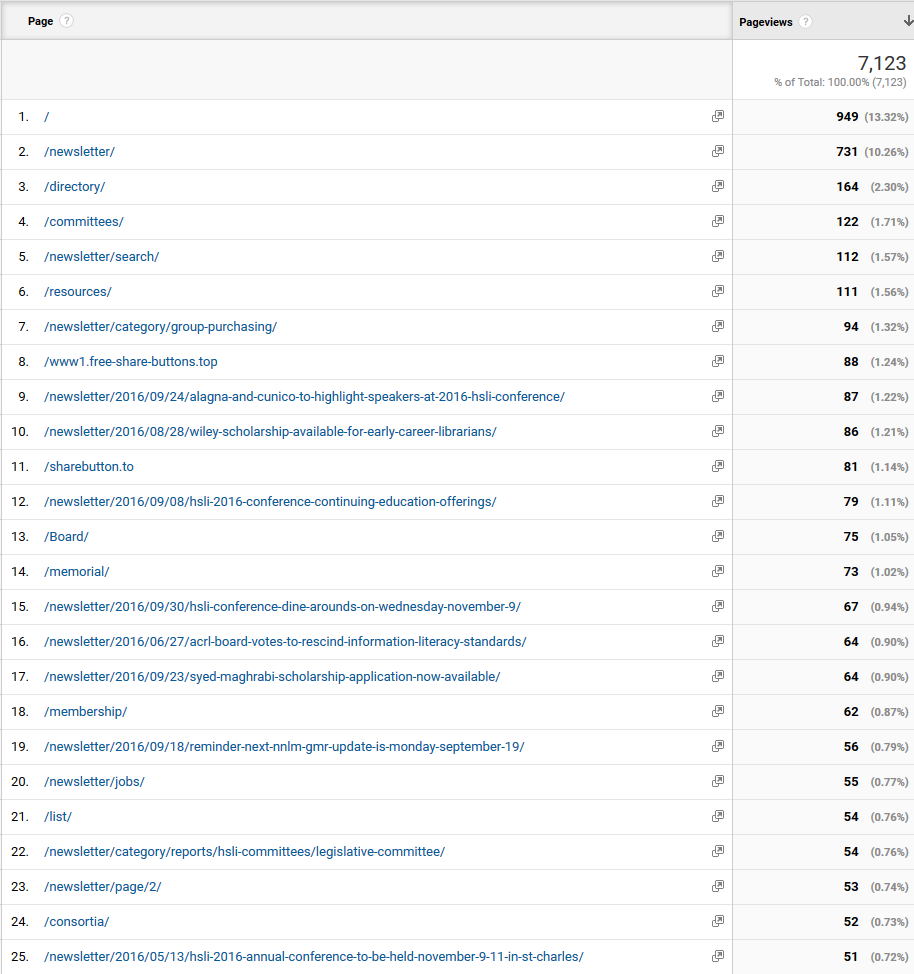 Page ? Pageviews ?
7,123
% of Total: 100.00% (7,123)
1. / 949 (13.32%)
2. /newsletter/ 731 (10.26%)
3. /directory/ 164 (2.30%)
4. /committees/ 122 (1.71%)
5. /newsletter/search/ 112 (1.57%)
6. /resources/ 111 (1.56%)
7. /newsletter/category/group-purchasing/ 94 (1.32%)
8. /www1.free-share-buttons.top 88 (1.24%)
9. /newsletter/2016/09/24/alagna-and-cunico-to-highlight-speakers-at-2016-hsli-conference/ 87 (1.22%)
10. /newsletter/2016/08/28/wiley-scholarship-available-for-early-career-librarians/ 86 (1.21%)
11. /sharebutton.to 81 (1.14%)
12. /newsletter/2016/09/08/hsli-2016-conference-continuing-education-offerings/ 79 (1.11%)
13. /Board/ 75 (1.05%)
14. /memorial/ 73 (1.02%)
15. /newsletter/2016/09/30/hsli-conference-dine-arounds-on-wednesday-november-9/ 67 (0.94%)
16. /newsletter/2016/06/27/acrl-board-votes-to-rescind-information-literacy-standards/ 64 (0.90%)
17. /newsletter/2016/09/23/syed-maghrabi-scholarship-application-now-available/ 64 (0.90%)
18. /membership/ 62 (0.87%)
19. /newsletter/2016/09/18/reminder-next-nnlm-gmr-update-is-monday-september-19/ 56 (0.79%)
20. /newsletter/jobs/ 55 (0.77%)
21. /list/ 54 (0.76%)
22. /newsletter/category/reports/hsli-committees/legislative-committee/ 54 (0.76%)
23. /newsletter/page/2/ 53 (0.74%)
24. /consortia/ 52 (0.73%)
25. /newsletter/2016/05/13/hsli-2016-annual-conference-to-be-held-november-9-11-in-st-charles/ 51 (0.72%)